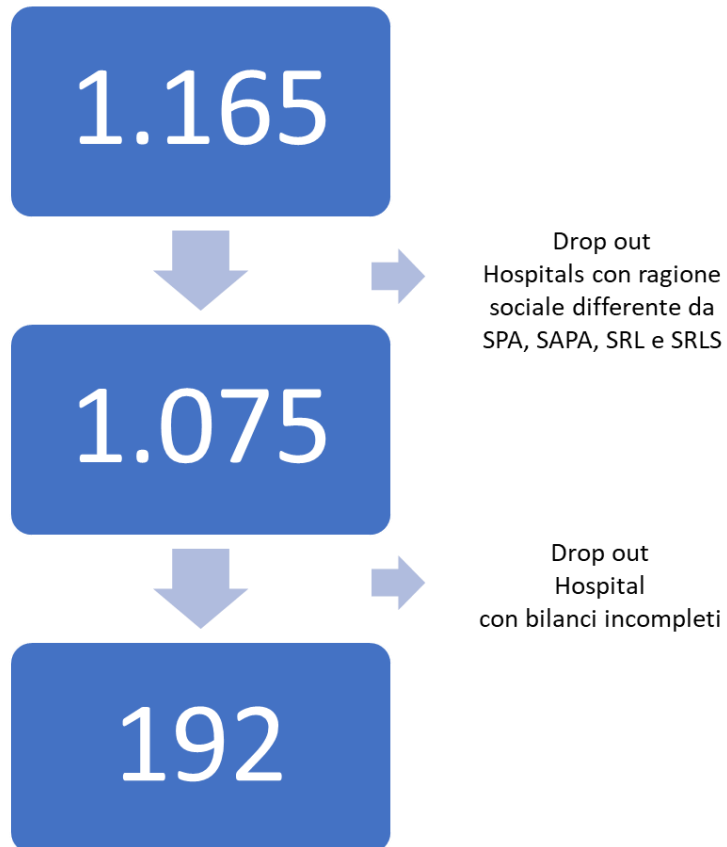 1.165
Drop out
Hospitals con ragione
sociale differente da
SPA, SAPA, SRL e SRLS
1.075
Drop out
Hospital
con bilanci incompleti
192